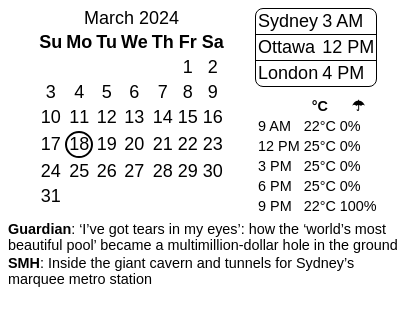 March 2024
Su Mo Tu We Th Fr Sa
1 2
3 4 5 6 7 8 9
10 11 12 13 14 15 16
17 18 19 20 21 22 23
24 25 26 27 28 29 30
31
Sydney 3 AM
Ottawa 12 PM
London 4 PM
°C ☂
9 AM 22°C 0%
12 PM 25°C 0%
3 PM 25°C 0%
6 PM 25°C 0%
9 PM 22°C 100%
Guardian: ‘I’ve got tears in my eyes’: how the ‘world’s most
beautiful pool’ became a multimillion-dollar hole in the ground
SMH: Inside the giant cavern and tunnels for Sydney’s
marquee metro station